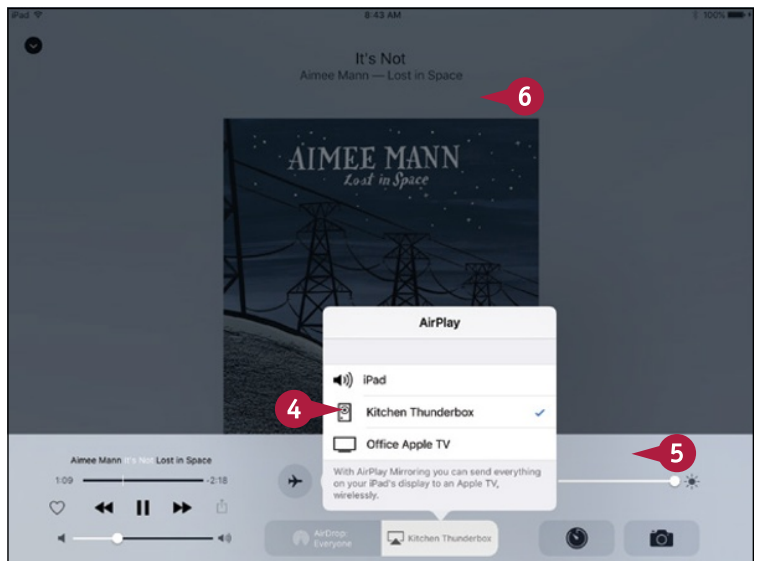 iPad
8:43 AM
100%
It's Not
Aimee Mann — Lost in Space
6
AIMEE MANN
Lost in Space
AirPlay
iPad
4
Kitchen Thunderbox
Office Apple TV
5
With AirPlay Mirroring you can send everything
on your iPad's display to an Apple TV,
wirelessly.
Aimee Mann It's Not Lost in Space
1:09
-2:18
AirDrop:
Everyone
Kitchen Thunderbox